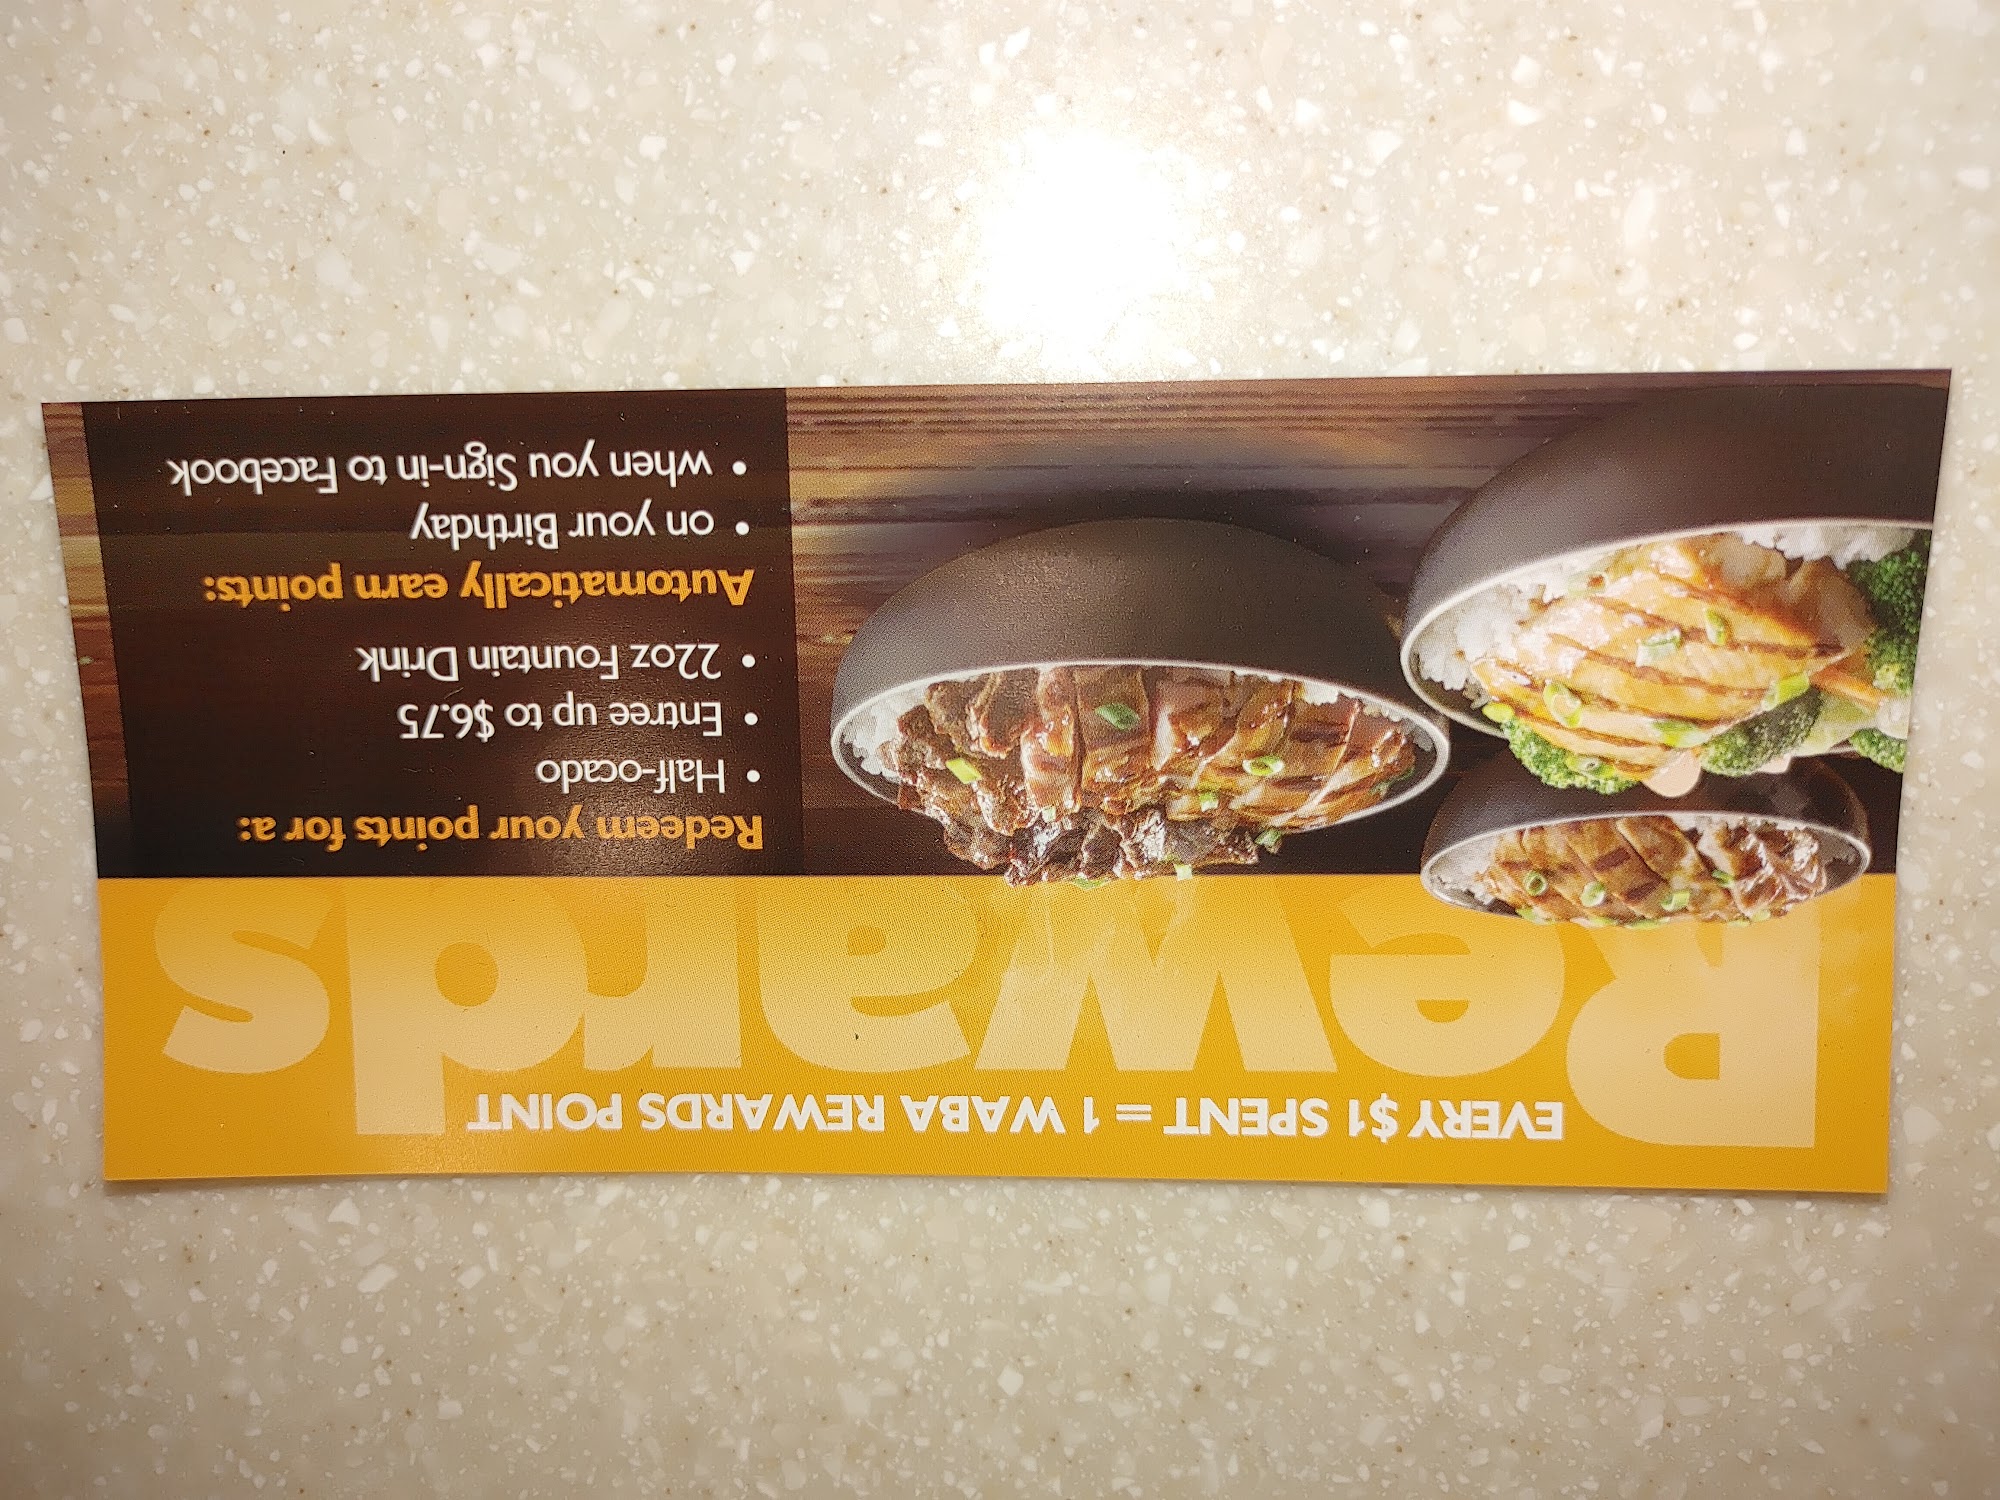 EVERY $1 SPENT = 1 WABA REWARDS POINT
Rewards
Redeem your points for a:
• Half-ocado
• Entree up to $6.75
• 22oz Fountain Drink
Automatically earn points:
• on your Birthday
• when you Sign-in to Facebook